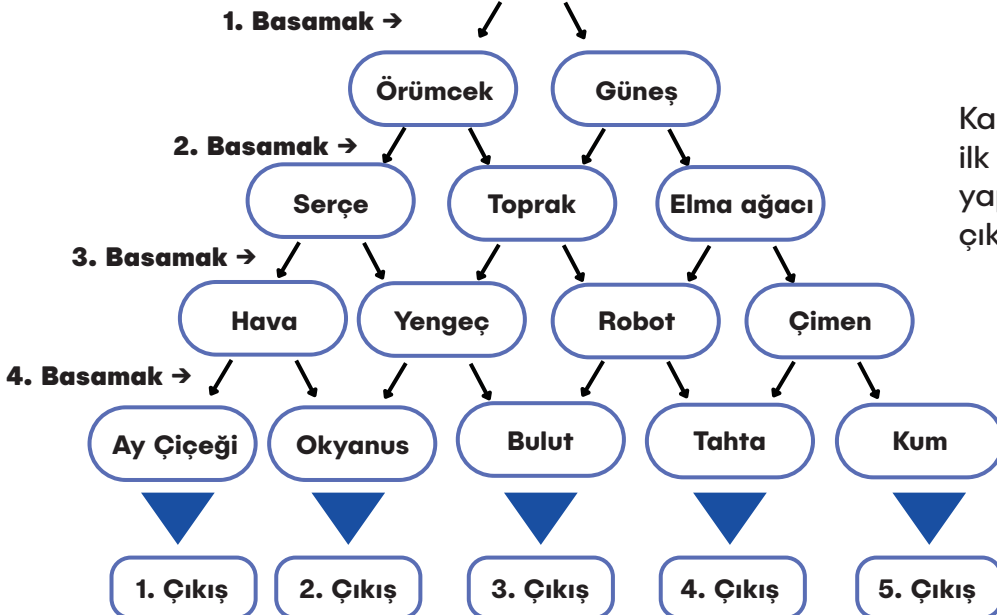 1. Basamak →
Örümcek
Güneş
2. Basamak →
Serçe
Toprak
Elma ağacı
3. Basamak →
Hava
Yengeç
Robot
Çimen
4. Basamak →
Ay Çiçeği
Okyanus
Bulut
Tahta
Kum
1. Çıkış
2. Çıkış
3. Çıkış
4. Çıkış
5. Çıkış
Ka
ilk
yap
çık